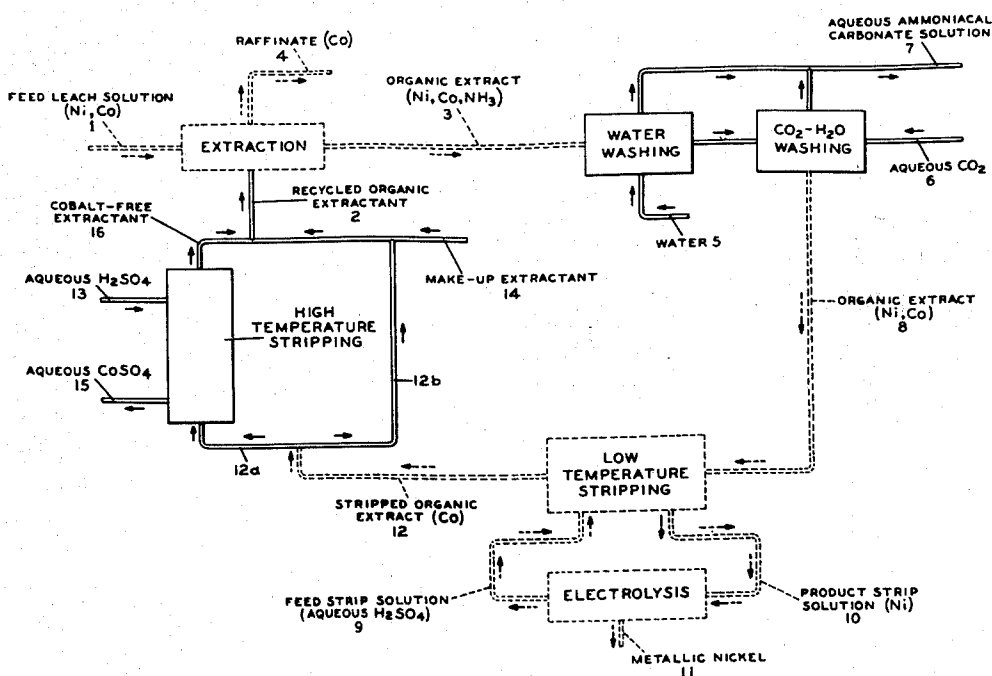 AQUEOUS AMMONIACAL
CARBONATE SOLUTION
7
RAFFINATE (Co)
4
ORGANIC EXTRACT
(Ni, Co, NH₃)
3
FEED LEACH SOLUTION
(Ni, Co)
1
EXTRACTION
WATER
WASHING
CO₂-H₂O
WASHING
AQUEOUS CO₂
6
RECYCLED ORGANIC
EXTRACTANT
2
COBALT-FREE
EXTRACTANT
16
WATER 5
AQUEOUS H₂SO₄
13
MAKE-UP EXTRACTANT
14
HIGH
TEMPERATURE
STRIPPING
ORGANIC EXTRACT
(Ni, Co)
8
AQUEOUS CoSO₄
15
12b
12a
LOW
TEMPERATURE
STRIPPING
STRIPPED ORGANIC
EXTRACT (Co)
12
ELECTROLYSIS
FEED STRIP SOLUTION
(AQUEOUS H₂SO₄)
9
PRODUCT STRIP
SOLUTION (Ni)
10
METALLIC NICKEL
11